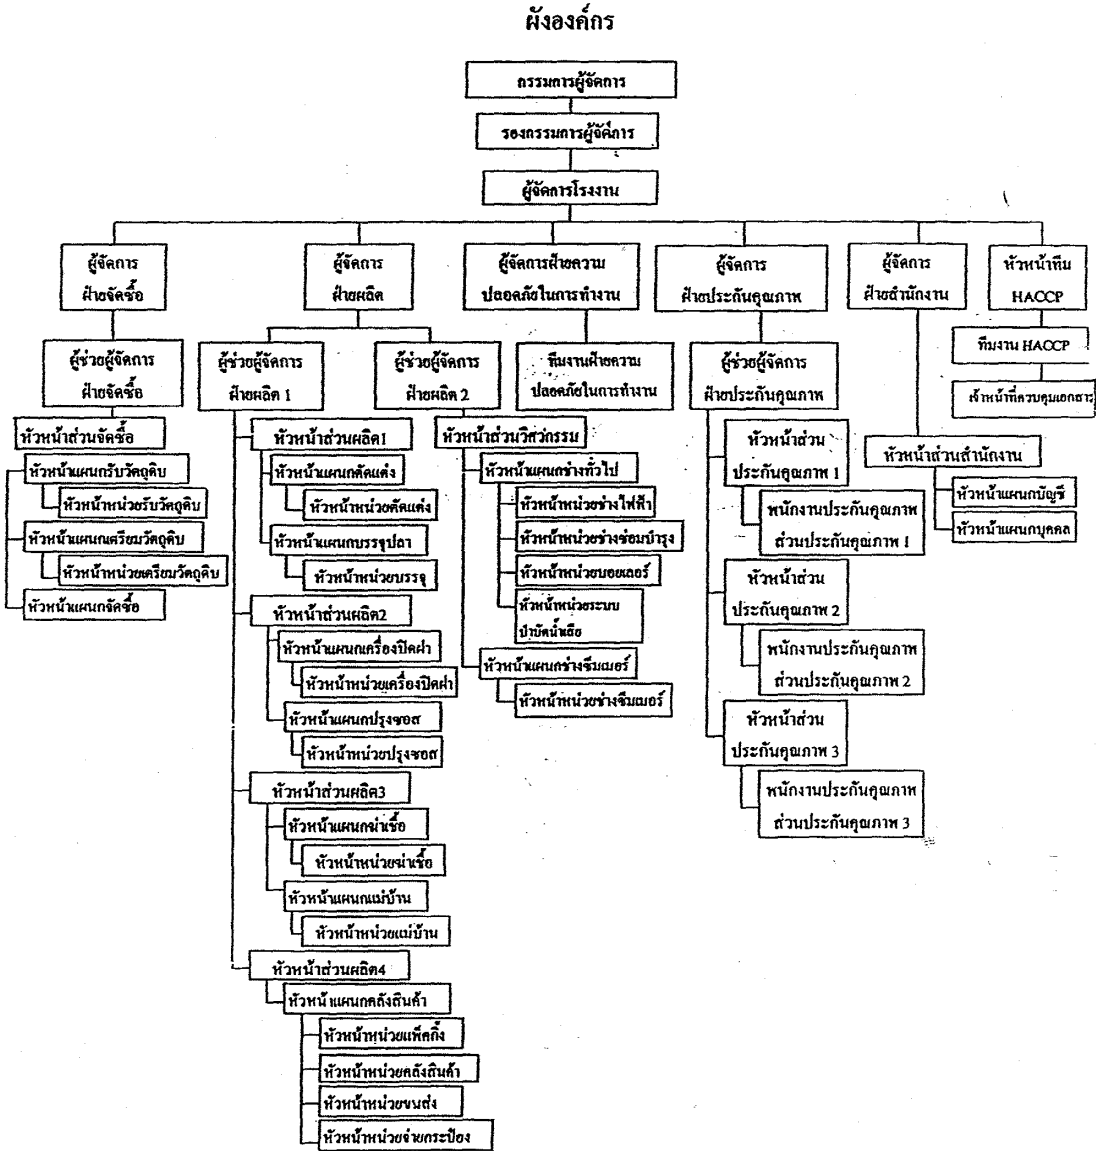 ผังองค์กร
กรรมการผู้จัดการ
รองกรรมการผู้จัดการ
ผู้จัดการโรงงาน
ผู้จัดการ
ฝ่ายจัดซื้อ
ผู้จัดการ
ฝ่ายผลิต
ผู้จัดการฝ่ายความ
ปลอดภัยในการทำงาน
ผู้จัดการ
ฝ่ายประกันคุณภาพ
ผู้จัดการ
ฝ่ายสำนักงาน
หัวหน้าทีม
HACCP
ผู้ช่วยผู้จัดการ
ฝ่ายจัดซื้อ
หัวหน้าส่วนจัดซื้อ
หัวหน้าแผนกรับวัตถุดิบ
หัวหน้าหน่วยรับวัตถุดิบ
หัวหน้าแผนกเตรียมวัตถุดิบ
หัวหน้าหน่วยเตรียมวัตถุดิบ
หัวหน้าแผนกจัดซื้อ
ผู้ช่วยผู้จัดการ
ฝ่ายผลิต 1
หัวหน้าส่วนผลิต1
หัวหน้าแผนกตัดแต่ง
หัวหน้าหน่วยตัดแต่ง
หัวหน้าแผนกบรรจุปลา
หัวหน้าหน่วยบรรจุ
หัวหน้าส่วนผลิต2
หัวหน้าแผนกเครื่องปิดฝา
หัวหน้าหน่วยเครื่องปิดฝา
หัวหน้าแผนกปรุงซอส
หัวหน้าหน่วยปรุงซอส
หัวหน้าส่วนผลิต3
หัวหน้าแผนกฆ่าเชื้อ
หัวหน้าหน่วยฆ่าเชื้อ
หัวหน้าแผนกแม่บ้าน
หัวหน้าหน่วยแม่บ้าน
หัวหน้าส่วนผลิต4
หัวหน้าแผนกคลังสินค้า
หัวหน้าหน่วยแพ็คกิ้ง
หัวหน้าหน่วยคลังสินค้า
หัวหน้าหน่วยขนส่ง
หัวหน้าหน่วยจ่ายกระป๋อง
ผู้ช่วยผู้จัดการ
ฝ่ายผลิต 2
หัวหน้าส่วนวิศวกรรม
หัวหน้าแผนกช่างทั่วไป
หัวหน้าหน่วยช่างไฟฟ้า
หัวหน้าหน่วยช่างซ่อมบำรุง
หัวหน้าหน่วยบอยเลอร์
หัวหน้าหน่วยระบบ
บำบัดน้ำเสีย
หัวหน้าแผนกช่างซีมเมอร์
หัวหน้าหน่วยช่างซีมเมอร์
ทีมงานฝ่ายความ
ปลอดภัยในการทำงาน
ผู้ช่วยผู้จัดการ
ฝ่ายประกันคุณภาพ
หัวหน้าส่วน
ประกันคุณภาพ 1
พนักงานประกันคุณภาพ
ส่วนประกันคุณภาพ 1
หัวหน้าส่วน
ประกันคุณภาพ 2
พนักงานประกันคุณภาพ
ส่วนประกันคุณภาพ 2
หัวหน้าส่วน
ประกันคุณภาพ 3
พนักงานประกันคุณภาพ
ส่วนประกันคุณภาพ 3
หัวหน้าส่วนสำนักงาน
หัวหน้าแผนกบัญชี
หัวหน้าแผนกบุคคล
ทีมงาน HACCP
เจ้าหน้าที่ควบคุมเอกสาร